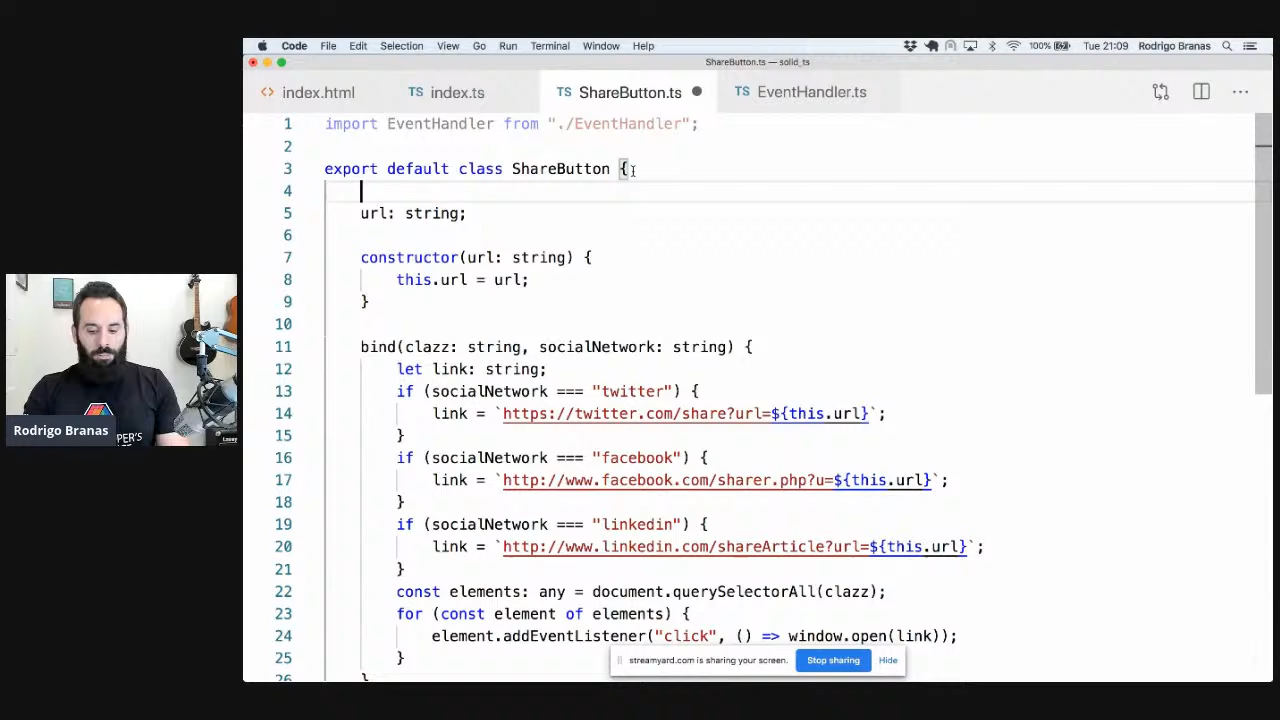 Code File Edit Selection View Go Run Terminal Window Help 100% Tue 21:09 Rodrigo Branas
ShareButton.ts — solid_ts
<> index.html TS index.ts TS ShareButton.ts TS EventHandler.ts
1 import EventHandler from "./EventHandler";
2
3 export default class ShareButton {
4
5 url: string;
6
7 constructor(url: string) {
8 this.url = url;
9 }
10
11 bind(clazz: string, socialNetwork: string) {
12 let link: string;
13 if (socialNetwork === "twitter") {
14 link = `https://twitter.com/share?url=${this.url}`;
15 }
16 if (socialNetwork === "facebook") {
17 link = `http://www.facebook.com/sharer.php?u=${this.url}`;
18 }
19 if (socialNetwork === "linkedin") {
20 link = `http://www.linkedin.com/shareArticle?url=${this.url}`;
21 }
22 const elements: any = document.querySelectorAll(clazz);
23 for (const element of elements) {
24 element.addEventListener("click", () => window.open(link));
25 }
26 }
streamyard.com is sharing your screen. Stop sharing Hide
Rodrigo Branas